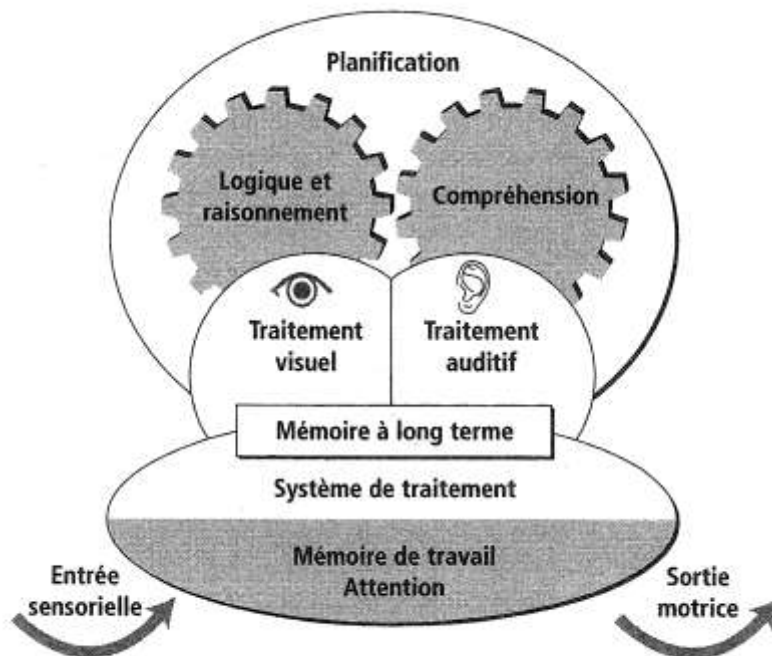 Planification
Logique et
raisonnement
Compréhension
Traitement
visuel
Traitement
auditif
Mémoire à long terme
Système de traitement
Mémoire de travail
Attention
Entrée
sensorielle
Sortie
motrice